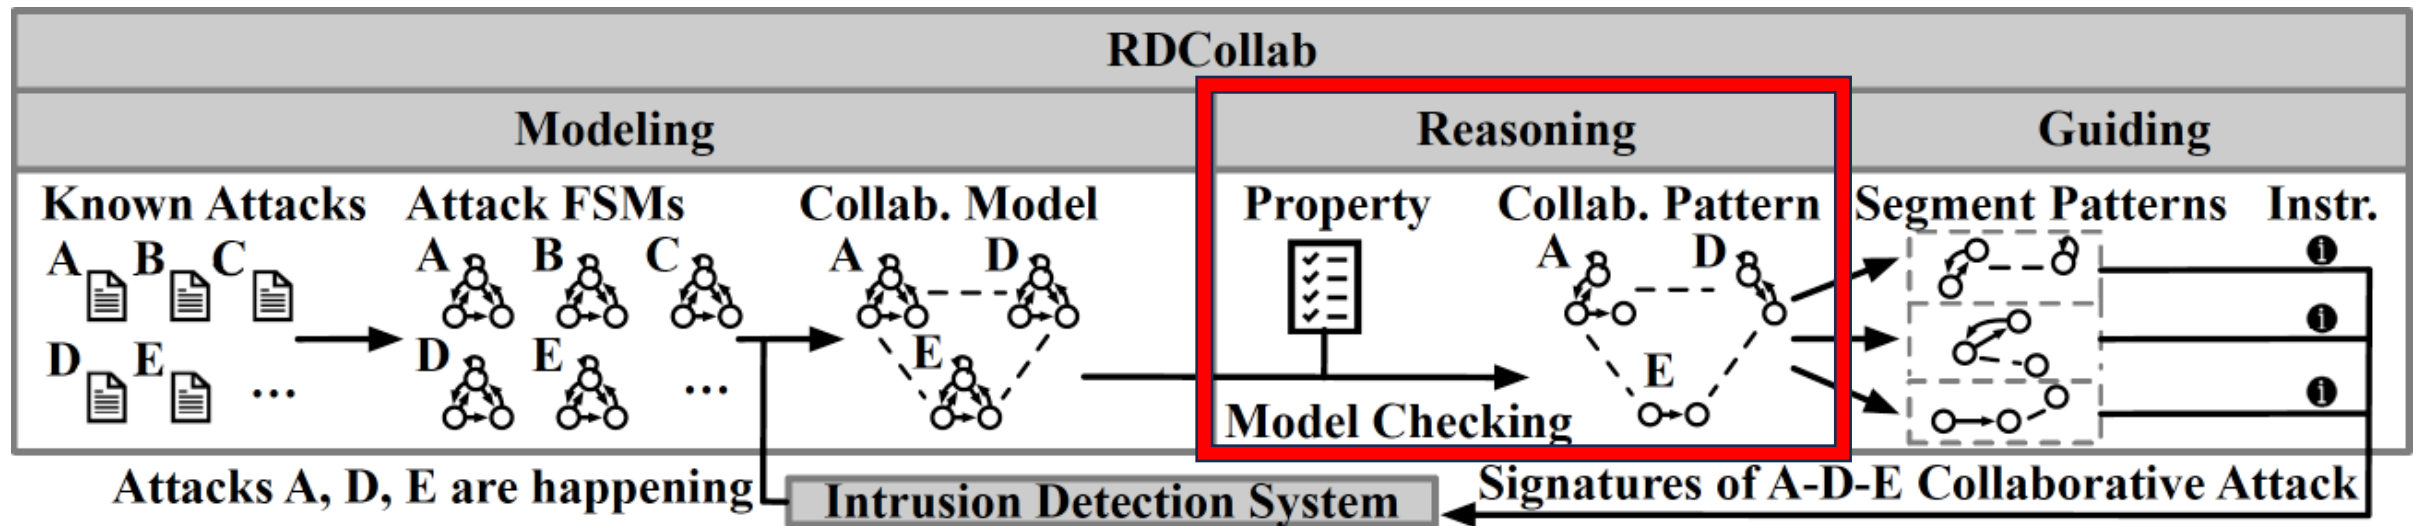 RDCollab
Modeling Reasoning Guiding
Known Attacks Attack FSMs Collab. Model Property Collab. Pattern Segment Patterns Instr.
A B C A B C A D A D
D E ... D E ... E E
Model Checking
Attacks A, D, E are happening
Intrusion Detection System
Signatures of A-D-E Collaborative Attack